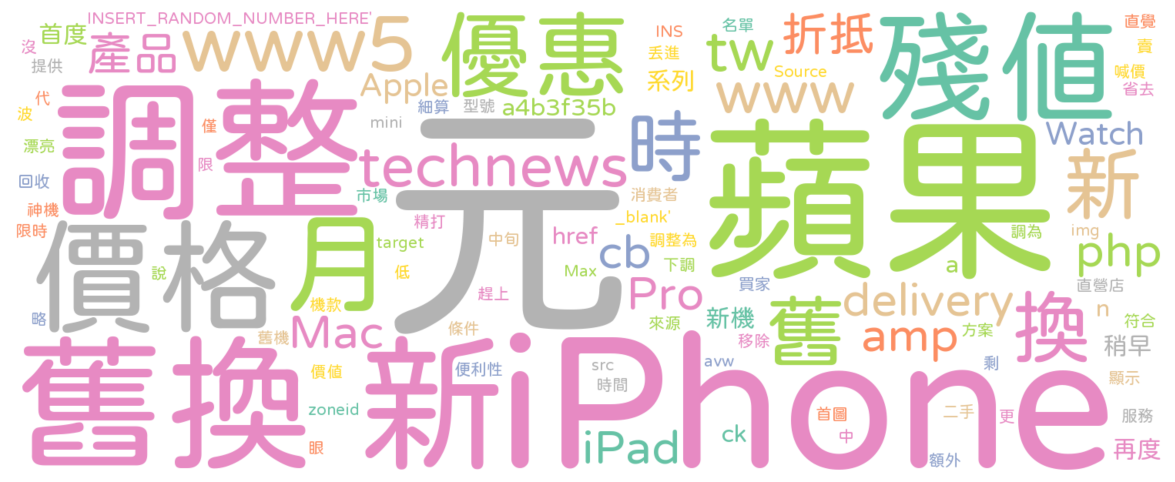 INSERT_RANDOM_NUMBER_HERE'
沒
首度
提供
產品
www
5
優惠
INS
丟進
系列
tw
名單
折抵
Source
殘值
直覺
賣
喊價
省去
代
波
漂亮
回收
神機
限時
調整
僅
限
Apple
細算
型號
a4b3f35b
mini
元
technews
市場
時
www
蘋果
Watch
新
價格
說
月
target
低
機款
精打
中旬
趕上
href
Max
_blank'
消費者
調整為
cb
下調
買家
a
調為
img
php
直營店
略
舊機
Mac
條件
Pro
來源
新機
移除
舊
delivery
amp
方案
n
換
符合
稍早
舊換新
價值
zoneid
眼
便利性
iPhone
src
時間
avw
iPad
ck
首圖
中
剩
二手
更
額外
顯示
服務
再度